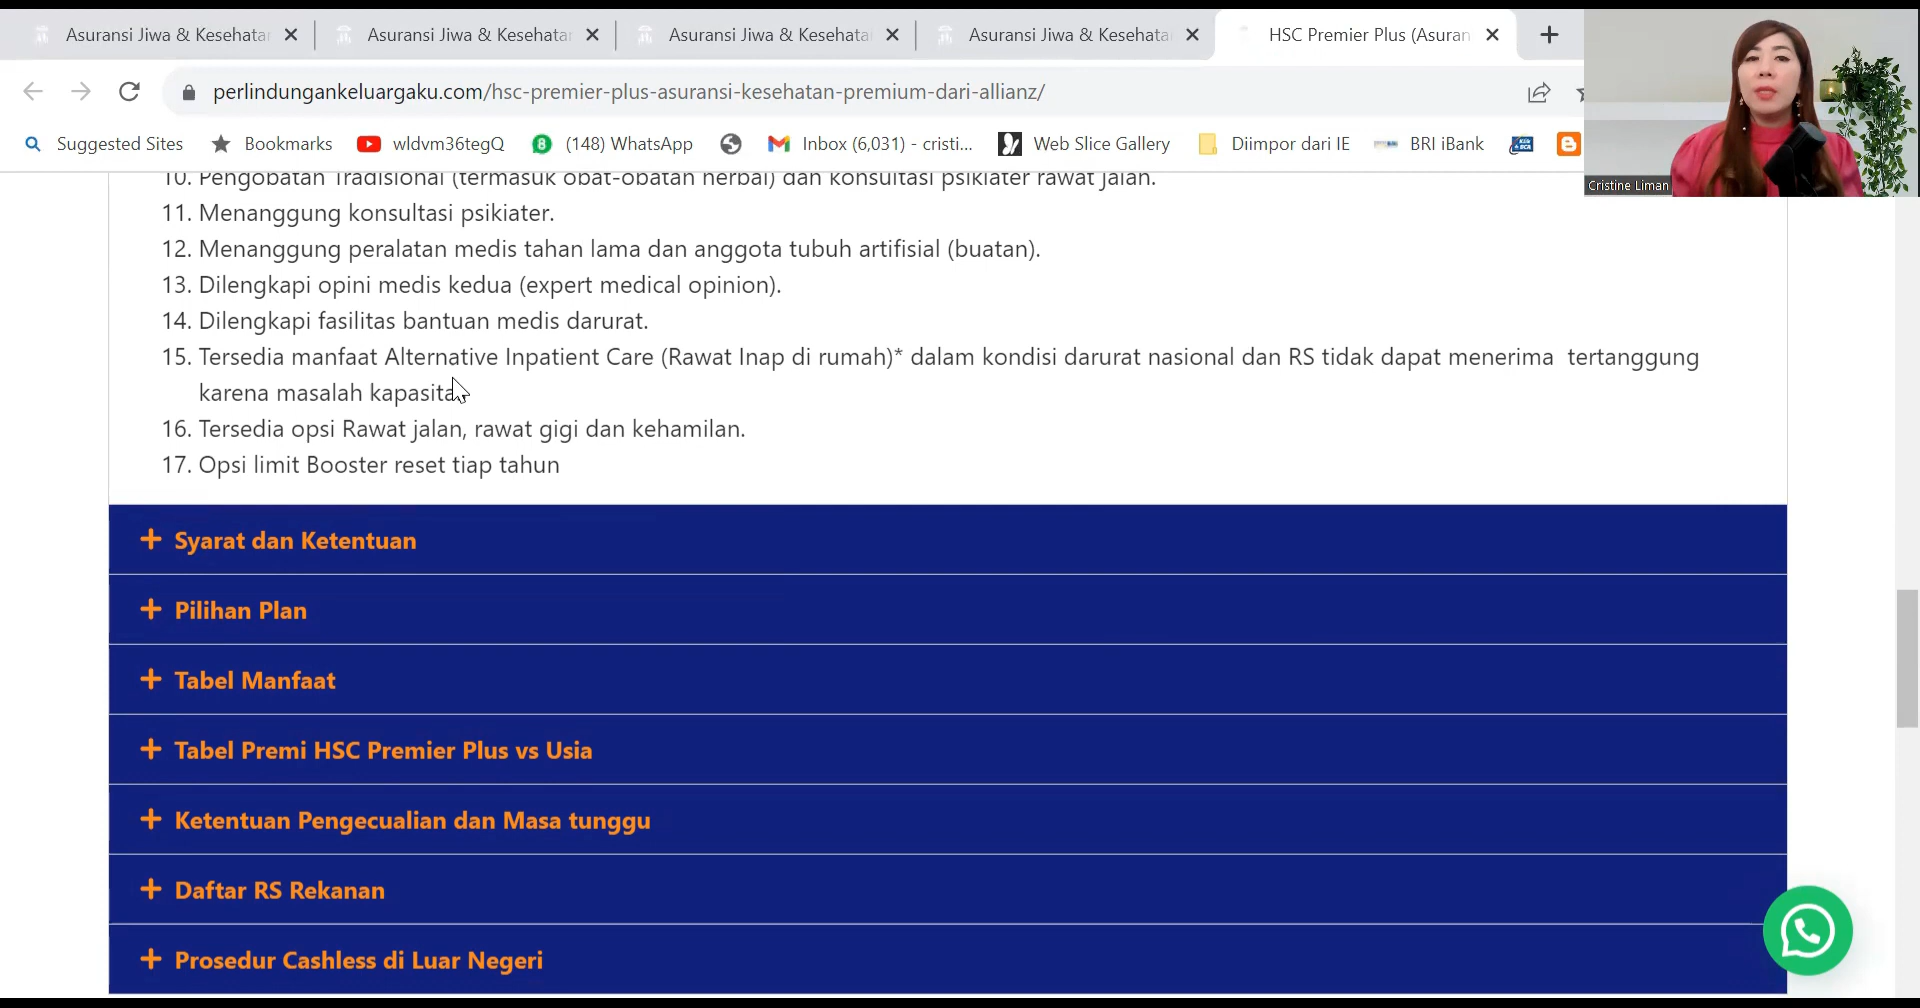 Asuransi Jiwa & Kesehatan
Asuransi Jiwa & Kesehatan
Asuransi Jiwa & Kesehata
Asuransi Jiwa & Kesehata
HSC Premier Plus (Asuran
perlindungankeluargaku.com/hsc-premier-plus-asuransi-kesehatan-premium-dari-allianz/
Suggested Sites
Bookmarks
wldvm36tegQ
8 (148) WhatsApp
Inbox (6,031) - cristi...
Web Slice Gallery
Diimpor dari IE
BRI iBank
Cristine Liman
10. Pengobatan Tradisional (termasuk obat-obatan herbal) dan konsultasi psikiater rawat jalan.
11. Menanggung konsultasi psikiater.
12. Menanggung peralatan medis tahan lama dan anggota tubuh artifisial (buatan).
13. Dilengkapi opini medis kedua (expert medical opinion).
14. Dilengkapi fasilitas bantuan medis darurat.
15. Tersedia manfaat Alternative Inpatient Care (Rawat Inap di rumah)* dalam kondisi darurat nasional dan RS tidak dapat menerima tertanggung
karena masalah kapasita
16. Tersedia opsi Rawat jalan, rawat gigi dan kehamilan.
17. Opsi limit Booster reset tiap tahun
+ Syarat dan Ketentuan
+ Pilihan Plan
+ Tabel Manfaat
+ Tabel Premi HSC Premier Plus vs Usia
+ Ketentuan Pengecualian dan Masa tunggu
+ Daftar RS Rekanan
+ Prosedur Cashless di Luar Negeri